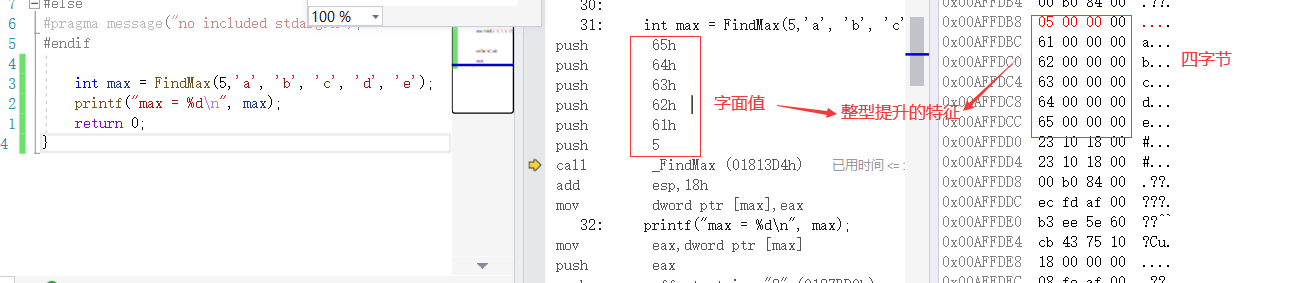 7 #else
6 #pragma message("no included stdarg
5 #endif
4
3 int max = FindMax(5,'a', 'b', 'c', 'd', 'e');
2 printf("max = %d\n", max);
1 return 0;
4 }
100 %
30:
31: int max = FindMax(5,'a', 'b', 'c'
push 65h
push 64h
push 63h
push 62h
push 61h
push 5
call _FindMax (01813D4h) 已用时间 <=
add esp,18h
mov dword ptr [max],eax
32: printf("max = %d\n", max);
mov eax,dword ptr [max]
push eax
字面值
整型提升的特征
四字节
0x00AFFDB4 00 b0 84 00 .??.
0x00AFFDB8 05 00 00 00 ....
0x00AFFDBC 61 00 00 00 a...
0x00AFFDC0 62 00 00 00 b...
0x00AFFDC4 63 00 00 00 c...
0x00AFFDC8 64 00 00 00 d...
0x00AFFDCC 65 00 00 00 e...
0x00AFFDD0 23 10 18 00 #...
0x00AFFDD4 23 10 18 00 #...
0x00AFFDD8 00 b0 84 00 .??.
0x00AFFDDC ec fd af 00 ???.
0x00AFFDE0 b3 ee 5e 60 ??^`
0x00AFFDE4 cb 43 75 10 ?Cu.
0x00AFFDE8 18 00 00 00 ....